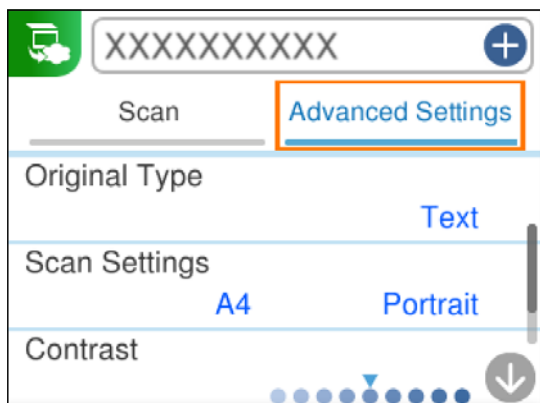 XXXXXXXXXX
Scan Advanced Settings
Original Type
Text
Scan Settings
A4 Portrait
Contrast